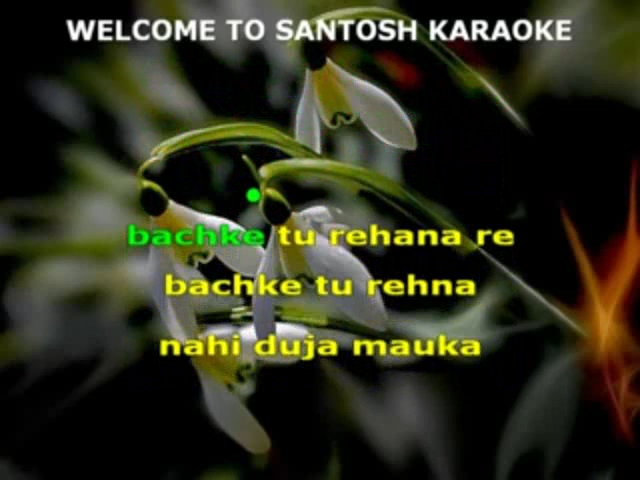 WELCOME TO SANTOSH KARAOKE
bachke tu rehana re
bachke tu rehna
nahi duja mauka